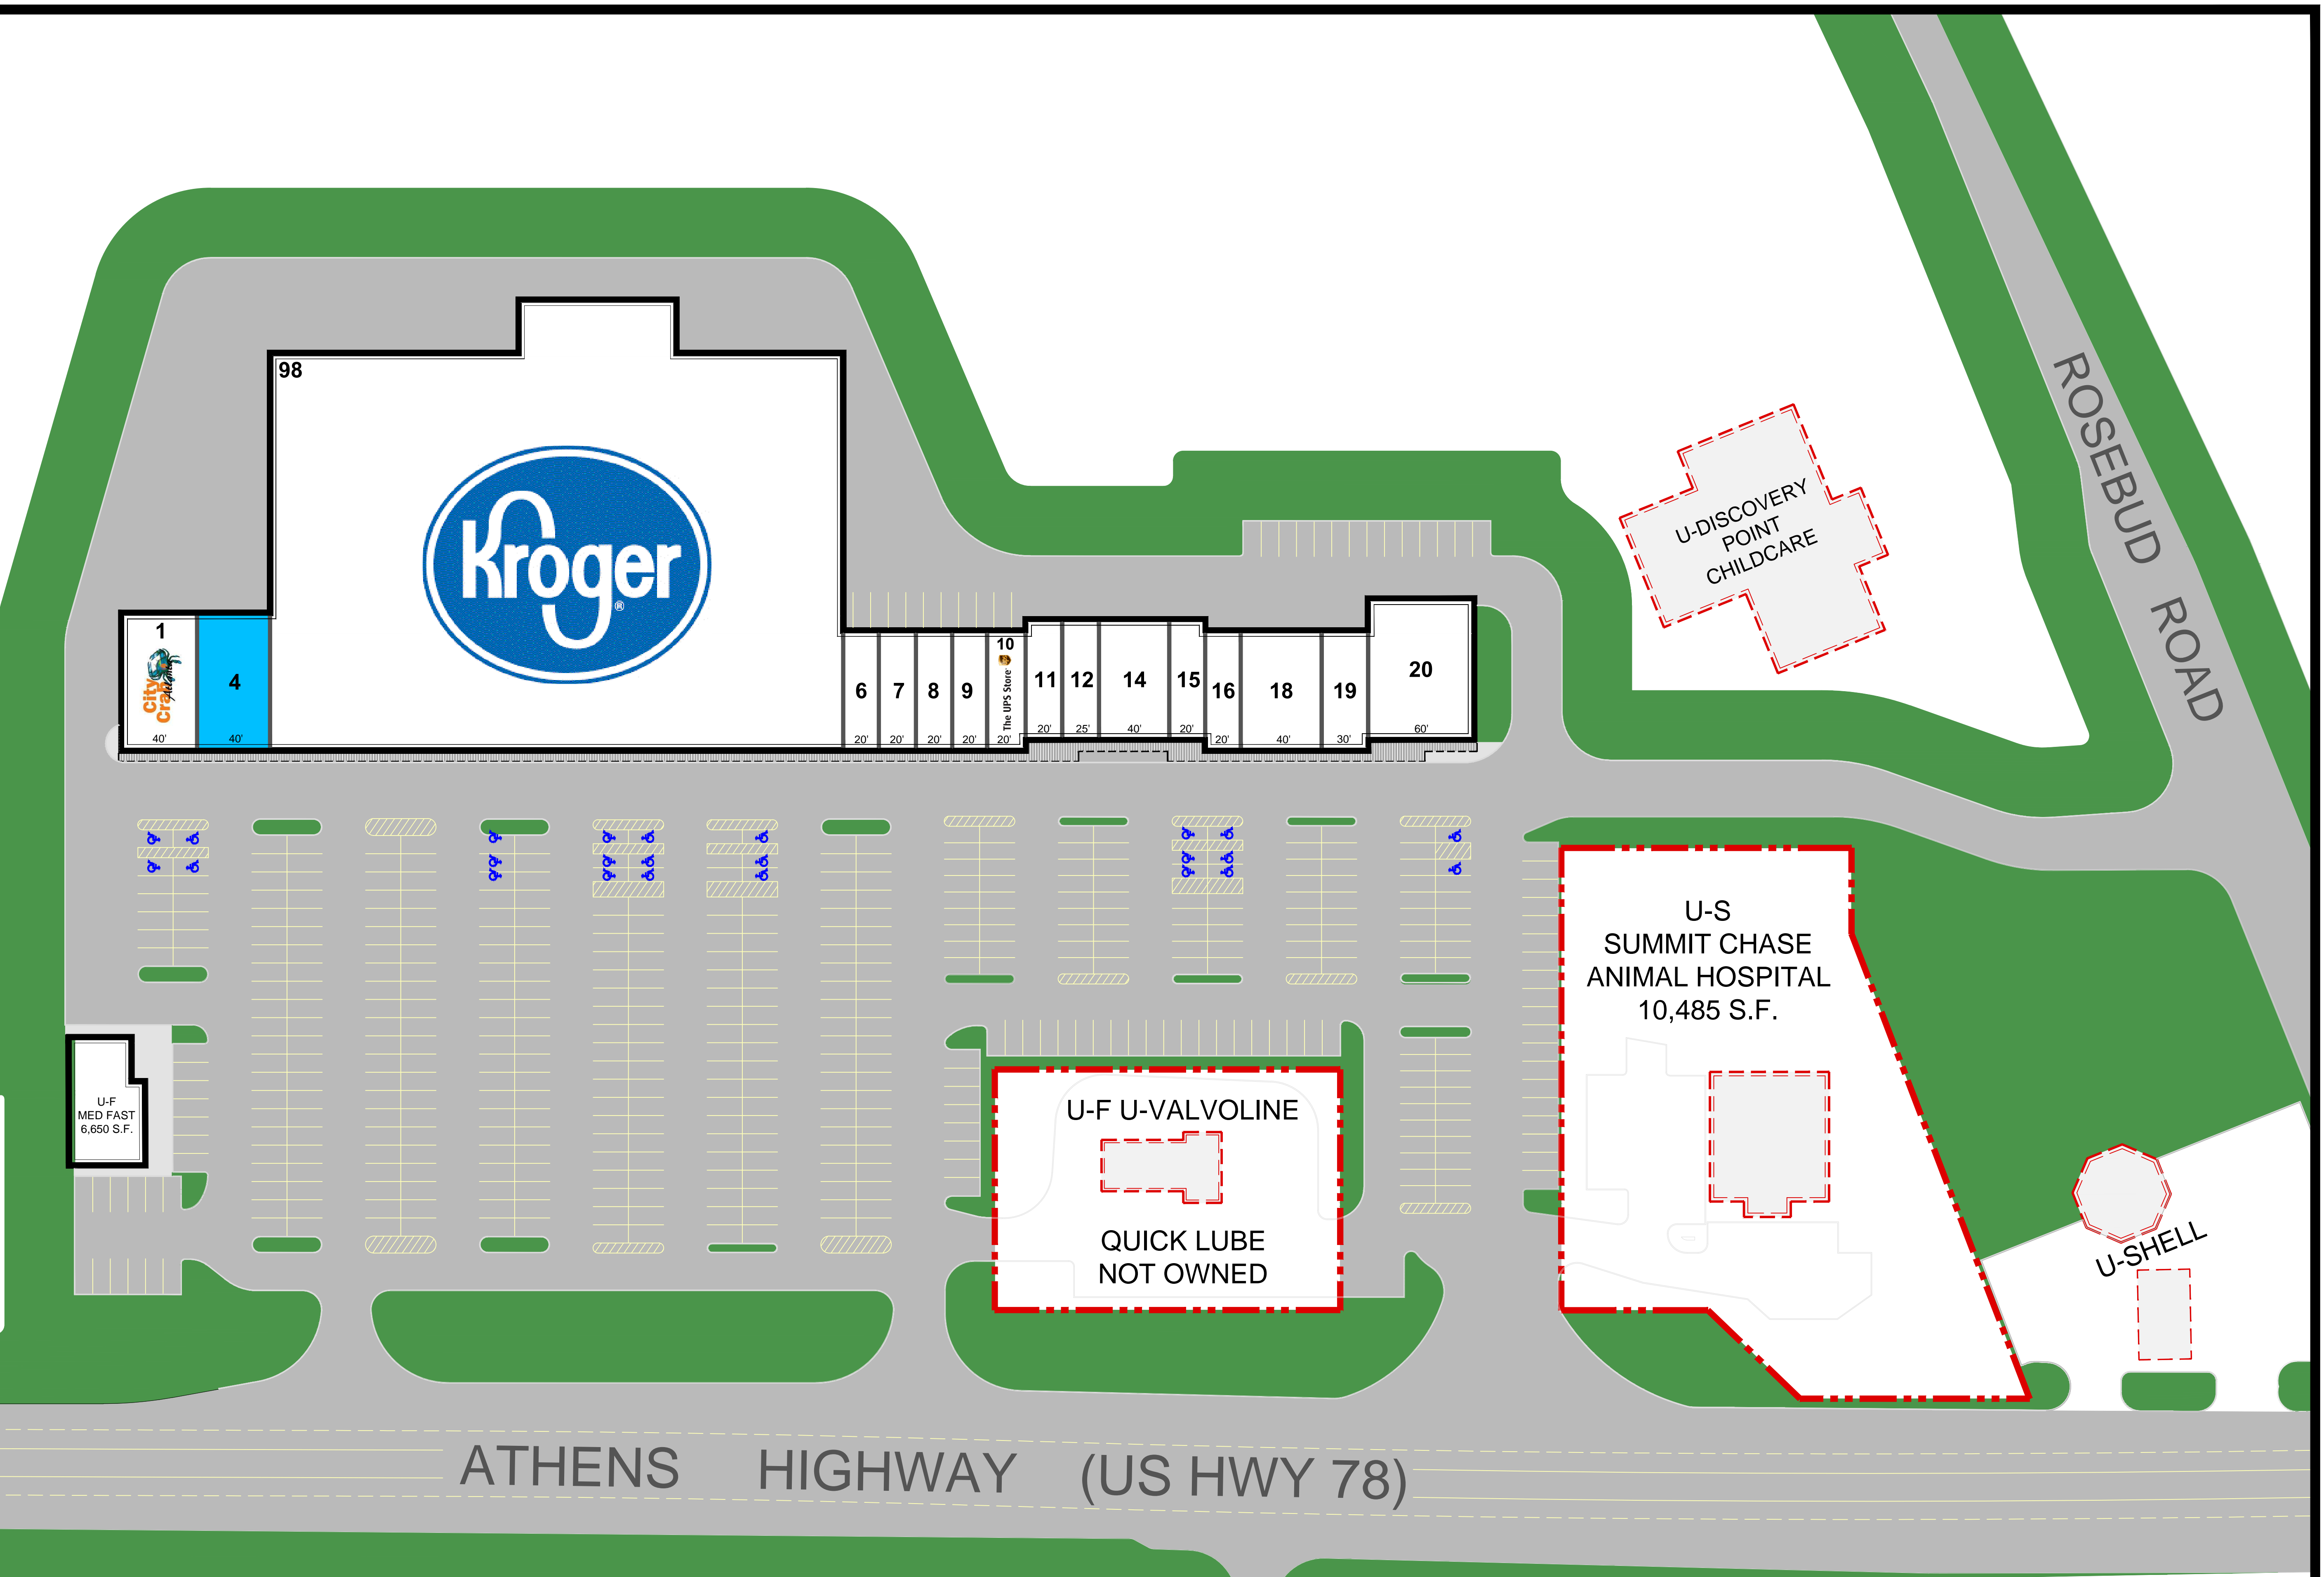 98
Kroger
®
1
city
crab
Atlanta
40'
4
40'
6
20'
7
20'
8
20'
9
20'
10
The UPS Store
20'
11
20'
12
25'
14
40'
15
20'
16
20'
18
40'
19
30'
20
60'
U-DISCOVERY
POINT
CHILDCARE
ROSEBUD ROAD
U-S
SUMMIT CHASE
ANIMAL HOSPITAL
10,485 S.F.
U-F
MED FAST
6,650 S.F.
U-F U-VALVOLINE
QUICK LUBE
NOT OWNED
U-SHELL
ATHENS HIGHWAY (US HWY 78)